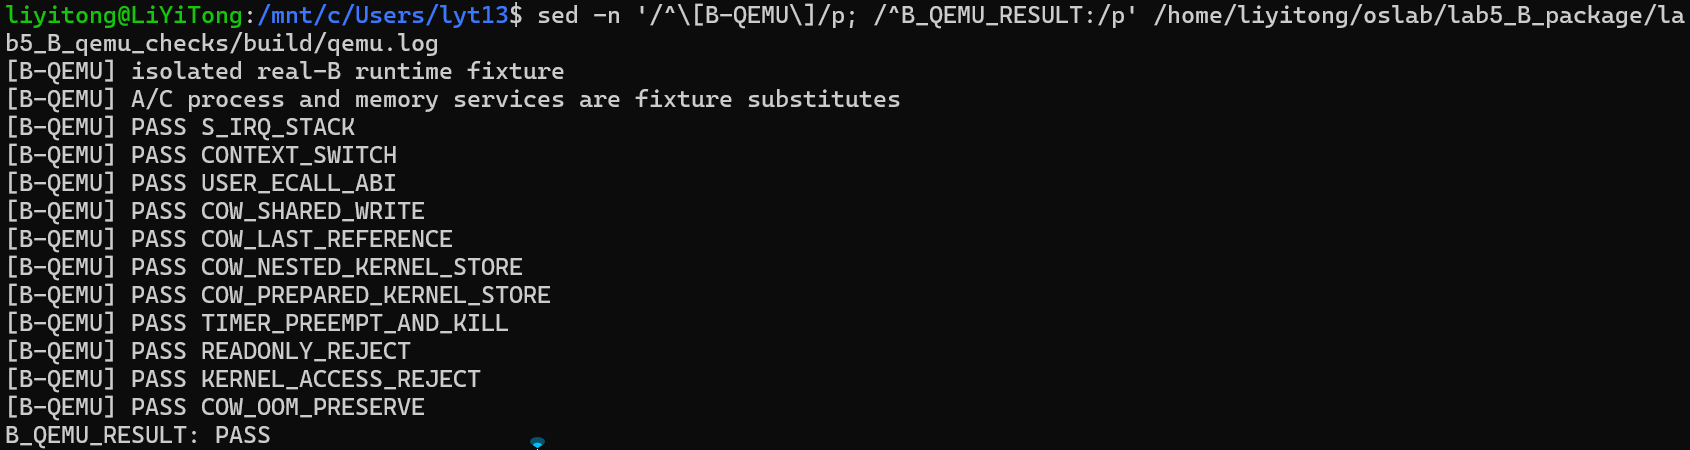 liyitong@LiYiTong:/mnt/c/Users/lyt13$ sed -n '/^\[B-QEMU\]/p; /^B_QEMU_RESULT:/p' /home/liyitong/oslab/lab5_B_package/la
b5_B_qemu_checks/build/qemu.log
[B-QEMU] isolated real-B runtime fixture
[B-QEMU] A/C process and memory services are fixture substitutes
[B-QEMU] PASS S_IRQ_STACK
[B-QEMU] PASS CONTEXT_SWITCH
[B-QEMU] PASS USER_ECALL_ABI
[B-QEMU] PASS COW_SHARED_WRITE
[B-QEMU] PASS COW_LAST_REFERENCE
[B-QEMU] PASS COW_NESTED_KERNEL_STORE
[B-QEMU] PASS COW_PREPARED_KERNEL_STORE
[B-QEMU] PASS TIMER_PREEMPT_AND_KILL
[B-QEMU] PASS READONLY_REJECT
[B-QEMU] PASS KERNEL_ACCESS_REJECT
[B-QEMU] PASS COW_OOM_PRESERVE
B_QEMU_RESULT: PASS